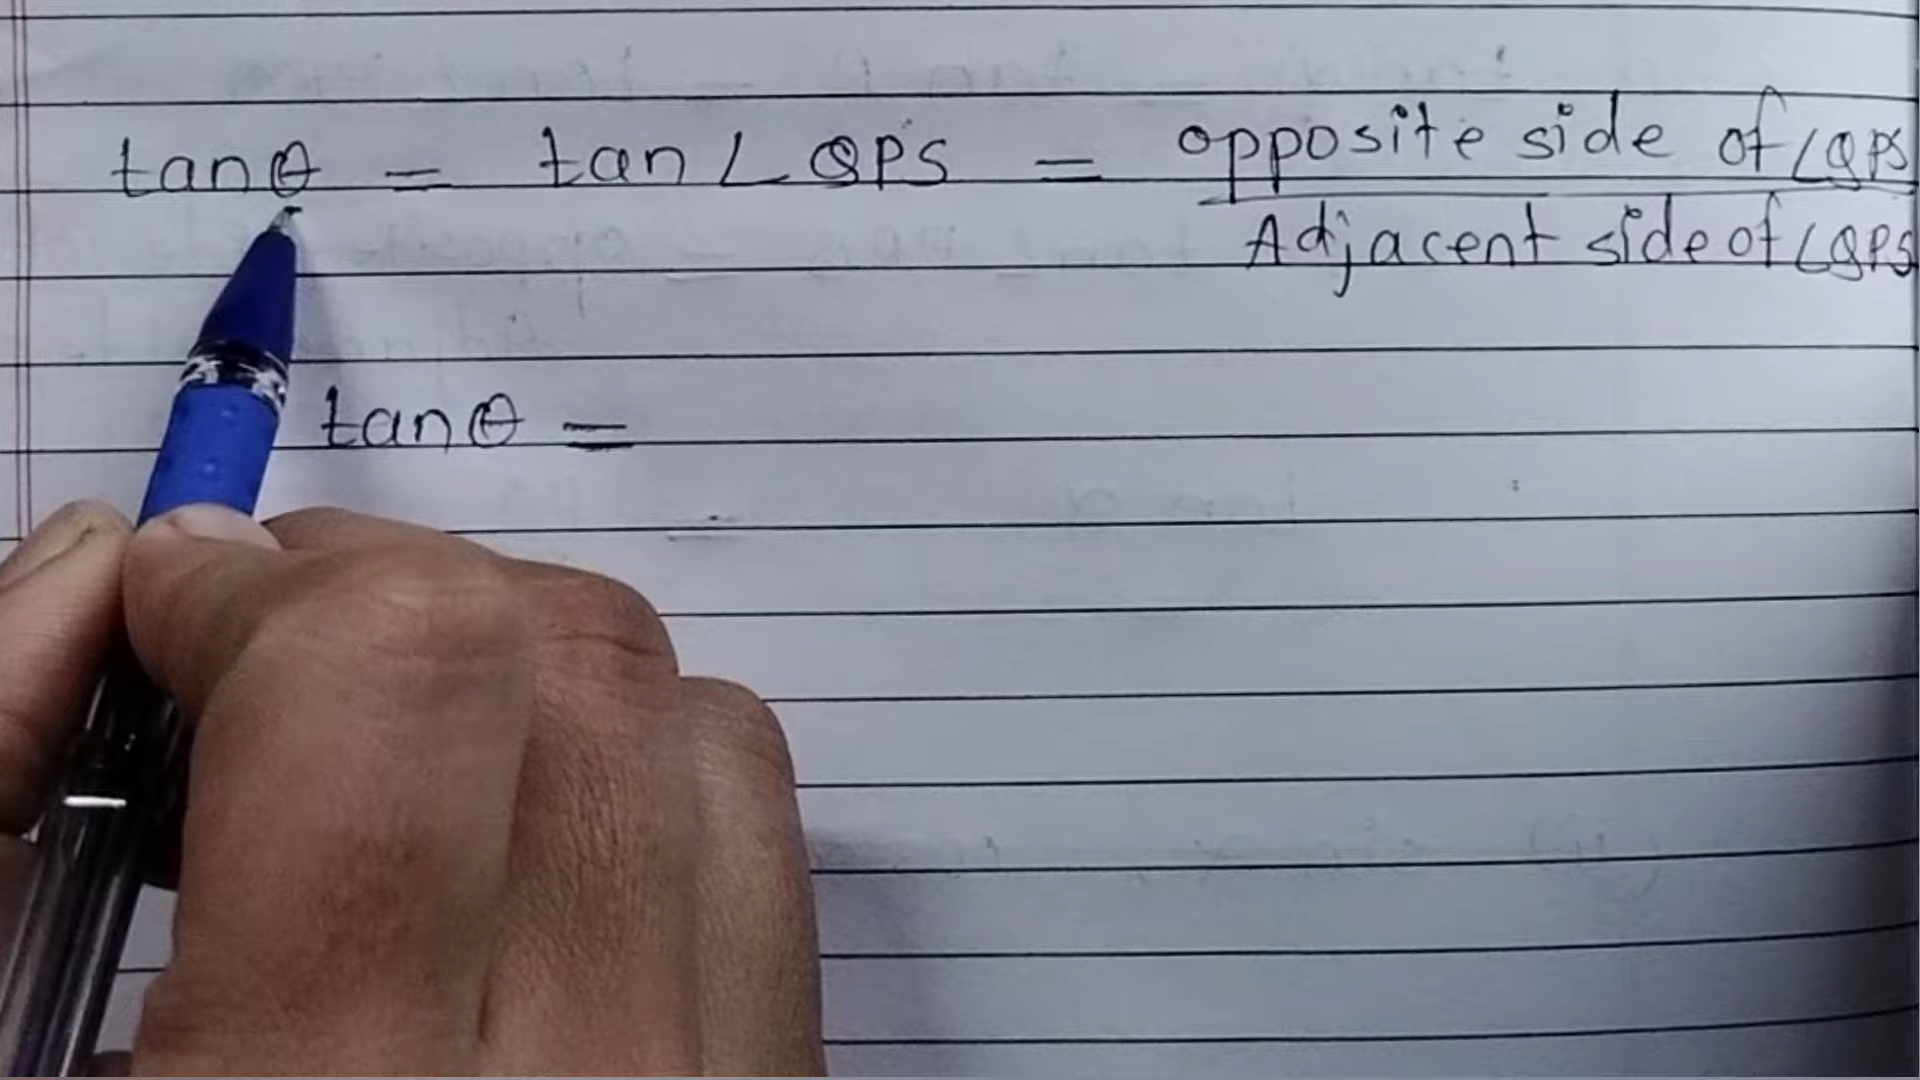 tanθ = tan∠QPS = opposite side of ∠QPS
Adjacent side of ∠QPS
tanθ =